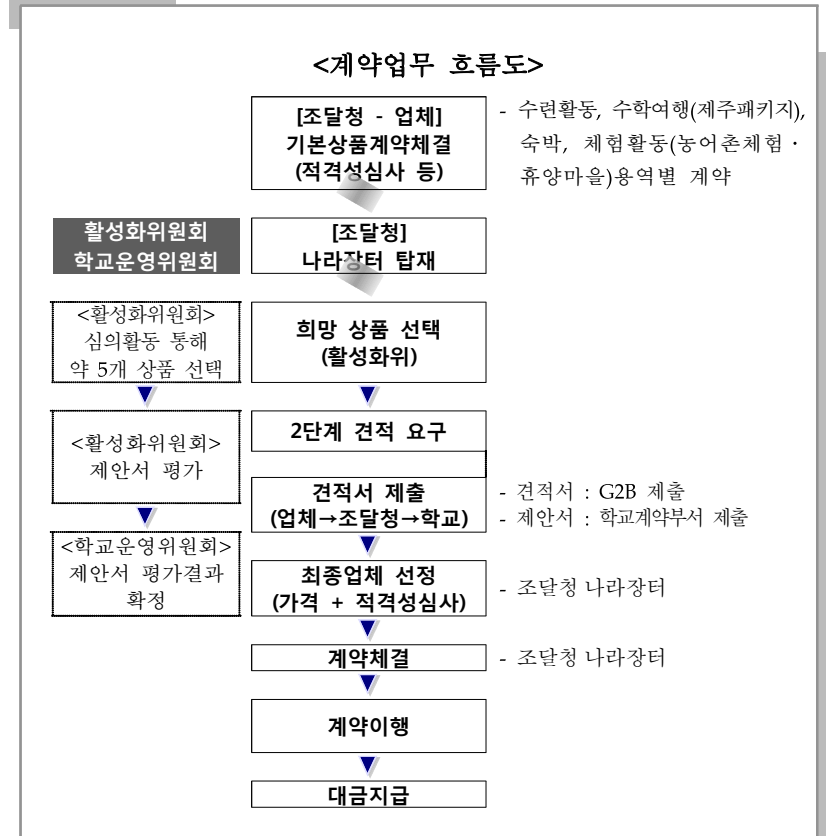 <계약업무 흐름도>
[조달청 - 업체]
기본상품계약체결
(적격성심사 등)
- 수련활동, 수학여행(제주패키지),
숙박, 체험활동(농어촌체험·
휴양마을)용역별 계약
활성화위원회
학교운영위원회
[조달청]
나라장터 탑재
<활성화위원회>
심의활동 통해
약 5개 상품 선택
희망 상품 선택
(활성화위)
<활성화위원회>
제안서 평가
2단계 견적 요구
견적서 제출
(업체→조달청→학교)
- 견적서 : G2B 제출
- 제안서 : 학교계약부서 제출
<학교운영위원회>
제안서 평가결과
확정
최종업체 선정
(가격 + 적격성심사)
- 조달청 나라장터
계약체결
- 조달청 나라장터
계약이행
대금지급